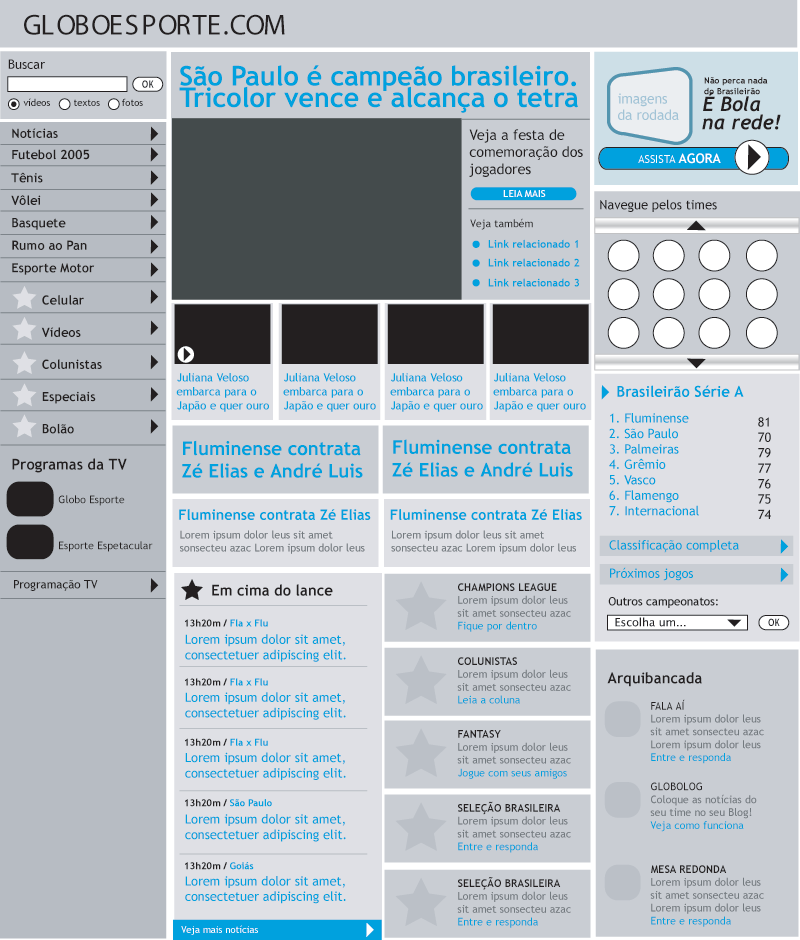 GLOBOESPORTE.COM
Buscar
OK
vídeos
textos
fotos
Notícias
Futebol 2005
Tênis
Vôlei
Basquete
Rumo ao Pan
Esporte Motor
Celular
Vídeos
Colunistas
Especiais
Bolão
Programas da TV
Globo Esporte
Esporte Espetacular
Programação TV
São Paulo é campeão brasileiro.
Tricolor vence e alcança o tetra
Veja a festa de
comemoração dos
jogadores
LEIA MAIS
Veja também
Link relacionado 1
Link relacionado 2
Link relacionado 3
Juliana Veloso
embarca para o
Japão e quer ouro
Juliana Veloso
embarca para o
Japão e quer ouro
Juliana Veloso
embarca para o
Japão e quer ouro
Juliana Veloso
embarca para o
Japão e quer ouro
Fluminense contrata
Zé Elias e André Luis
Fluminense contrata
Zé Elias e André Luis
Fluminense contrata Zé Elias
Lorem ipsum dolor leus sit amet
sonsecteu azac Lorem ipsum dolor leus
Fluminense contrata Zé Elias
Lorem ipsum dolor leus sit amet
sonsecteu azac Lorem ipsum dolor leus
Em cima do lance
13h20m / Fla x Flu
Lorem ipsum dolor sit amet,
consectetuer adipiscing elit.
13h20m / Fla x Flu
Lorem ipsum dolor sit amet,
consectetuer adipiscing elit.
13h20m / Fla x Flu
Lorem ipsum dolor sit amet,
consectetuer adipiscing elit.
13h20m / São Paulo
Lorem ipsum dolor sit amet,
consectetuer adipiscing elit.
13h20m / Golás
Lorem ipsum dolor sit amet,
consectetuer adipiscing elit.
Veja mais notícias
CHAMPIONS LEAGUE
Lorem ipsum dolor leus
sit amet sonsecteu azac
Fique por dentro
COLUNISTAS
Lorem ipsum dolor leus
sit amet sonsecteu azac
Leia a coluna
FANTASY
Lorem ipsum dolor leus
sit amet sonsecteu azac
Jogue com seus amigos
SELEÇÃO BRASILEIRA
Lorem ipsum dolor leus
sit amet sonsecteu azac
Entre e responda
SELEÇÃO BRASILEIRA
Lorem ipsum dolor leus
sit amet sonsecteu azac
Entre e responda
imagens
da rodada
Não perca nada
do Brasileirão
É Bola
na rede!
ASSISTA AGORA
Navegue pelos times
Brasileirão Série A
1. Fluminense 81
2. São Paulo 70
3. Palmeiras 79
4. Grêmio 77
5. Vasco 76
6. Flamengo 75
7. Internacional 74
Classificação completa
Próximos jogos
Outros campeonatos:
Escolha um...
OK
Arquibancada
FALA AÍ
Lorem ipsum dolor leus
sit amet sonsecteu azac
Lorem ipsum dolor leus
Entre e responda
GLOBOLOG
Coloque as notícias do
seu time no seu Blog!
Veja como funciona
MESA REDONDA
Lorem ipsum dolor leus
sit amet sonsecteu azac
Lorem ipsum dolor leus
Entre e responda